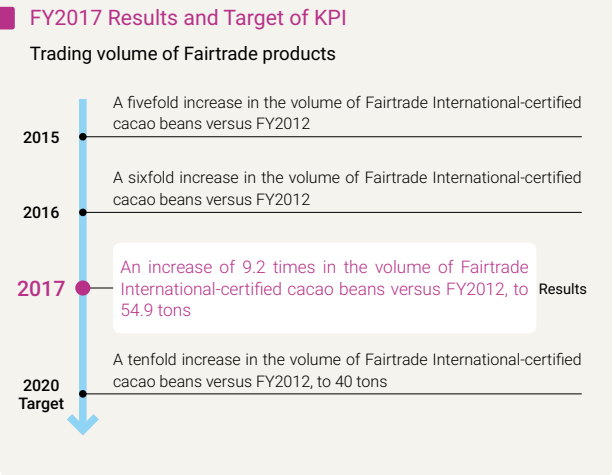 FY2017 Results and Target of KPI
Trading volume of Fairtrade products
A fivefold increase in the volume of Fairtrade International-certified
cacao beans versus FY2012
2015
A sixfold increase in the volume of Fairtrade International-certified
cacao beans versus FY2012
2016
An increase of 9.2 times in the volume of Fairtrade
International-certified cacao beans versus FY2012, to
54.9 tons
2017
Results
A tenfold increase in the volume of Fairtrade International-certified
cacao beans versus FY2012, to 40 tons
2020
Target